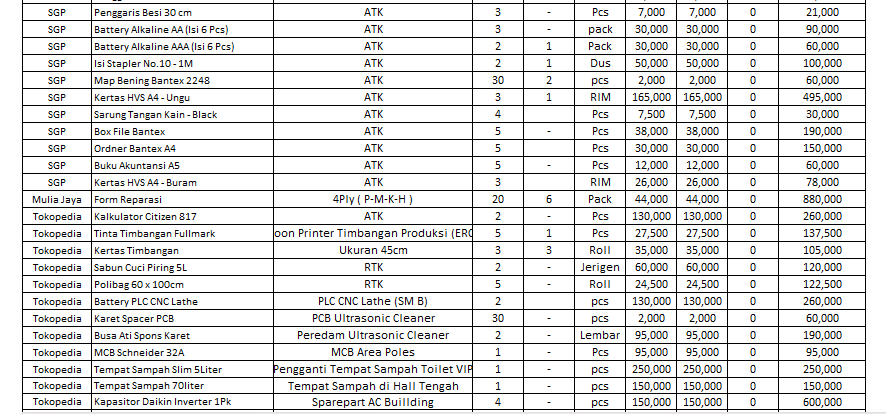 SGP Penggaris Besi 30 cm ATK 3 - Pcs 7,000 7,000 0 21,000
SGP Battery Alkaline AA (Isi 6 Pcs) ATK 3 - pack 30,000 30,000 0 90,000
SGP Battery Alkaline AAA (Isi 6 Pcs) ATK 2 1 Pack 30,000 30,000 0 60,000
SGP Isi Stapler No.10 - 1M ATK 2 1 Dus 50,000 50,000 0 100,000
SGP Map Bening Bantex 2248 ATK 30 2 pcs 2,000 2,000 0 60,000
SGP Kertas HVS A4 - Ungu ATK 3 1 RIM 165,000 165,000 0 495,000
SGP Sarung Tangan Kain - Black ATK 4 Pcs 7,500 7,500 0 30,000
SGP Box File Bantex ATK 5 - Pcs 38,000 38,000 0 190,000
SGP Ordner Bantex A4 ATK 5 Pcs 30,000 30,000 0 150,000
SGP Buku Akuntansi A5 ATK 5 - Pcs 12,000 12,000 0 60,000
SGP Kertas HVS A4 - Buram ATK 3 RIM 26,000 26,000 0 78,000
Mulia Jaya Form Reparasi 4Ply ( P-M-K-H ) 20 6 Pack 44,000 44,000 0 880,000
Tokopedia Kalkulator Citizen 817 ATK 2 - Pcs 130,000 130,000 0 260,000
Tokopedia Tinta Timbangan Fullmark oon Printer Timbangan Produksi (ERC 5 1 Pcs 27,500 27,500 0 137,500
Tokopedia Kertas Timbangan Ukuran 45cm 3 3 Roll 35,000 35,000 0 105,000
Tokopedia Sabun Cuci Piring 5L RTK 2 - Jerigen 60,000 60,000 0 120,000
Tokopedia Polibag 60 x 100cm RTK 5 - Roll 24,500 24,500 0 122,500
Tokopedia Battery PLC CNC Lathe PLC CNC Lathe (SM B) 2 pcs 130,000 130,000 0 260,000
Tokopedia Karet Spacer PCB PCB Ultrasonic Cleaner 30 - pcs 2,000 2,000 0 60,000
Tokopedia Busa Ati Spons Karet Peredam Ultrasonic Cleaner 2 - Lembar 95,000 95,000 0 190,000
Tokopedia MCB Schneider 32A MCB Area Poles 1 - Pcs 95,000 95,000 0 95,000
Tokopedia Tempat Sampah Slim 5Liter Pengganti Tempat Sampah Toilet VIP 1 - pcs 250,000 250,000 0 250,000
Tokopedia Tempat Sampah 70liter Tempat Sampah di Hall Tengah 1 - pcs 150,000 150,000 0 150,000
Tokopedia Kapasitor Daikin Inverter 1Pk Sparepart AC Buillding 4 - pcs 150,000 150,000 0 600,000